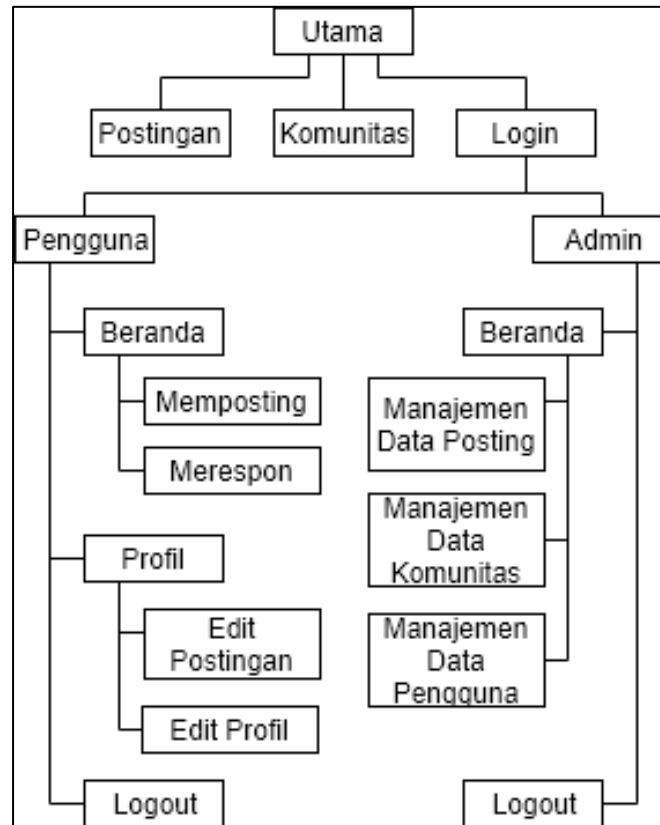 Utama
Postingan
Komunitas
Login
Pengguna
Admin
Beranda
Memposting
Merespon
Profil
Edit
Postingan
Edit Profil
Logout
Beranda
Manajemen
Data Posting
Manajemen
Data
Komunitas
Manajemen
Data
Pengguna
Logout